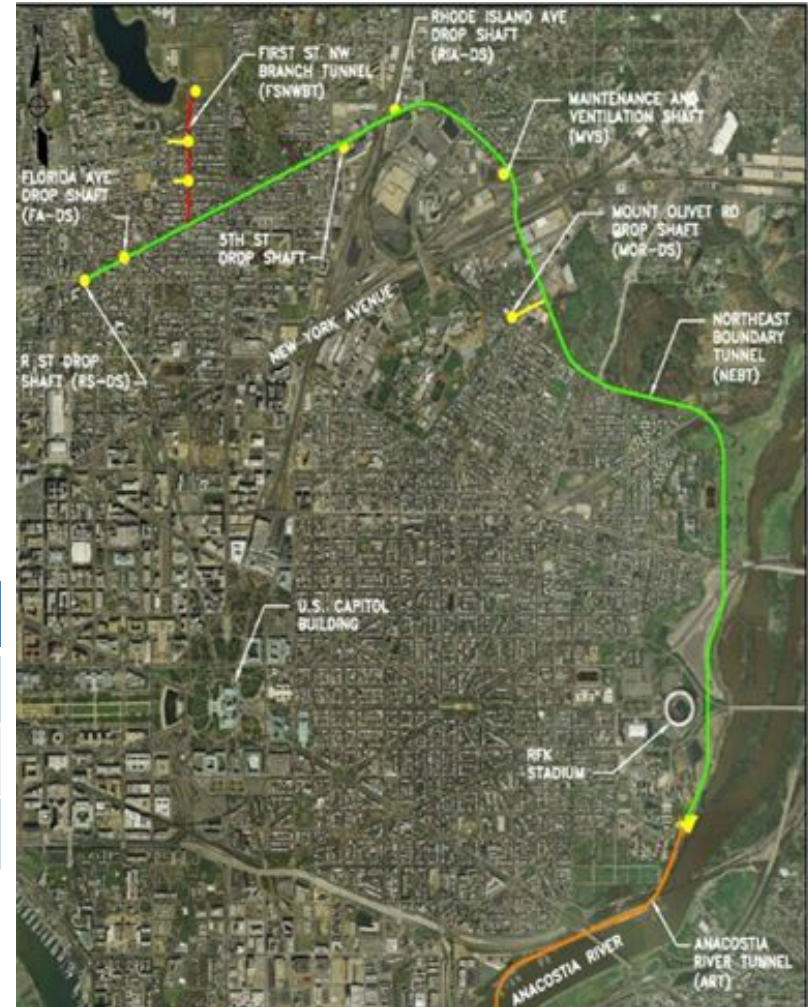 RHODE ISLAND AVE
DROP SHAFT
(RIA-DS)
FIRST ST NW
BRANCH TUNNEL
(FSNWBT)
MAINTENANCE AND
VENTILATION SHAFT
(MVS)
FLORIDA AVE
DROP SHAFT
(FA-DS)
5TH ST
DROP SHAFT
MOUNT OLIVET RD
DROP SHAFT
(MOR-DS)
NEW YORK AVENUE
NORTHEAST
BOUNDARY
TUNNEL
(NEBT)
R ST DROP
SHAFT (RS-DS)
U.S. CAPITOL
BUILDING
RFK
STADIUM
ANACOSTIA RIVER
ANACOSTIA
RIVER TUNNEL
(ART)